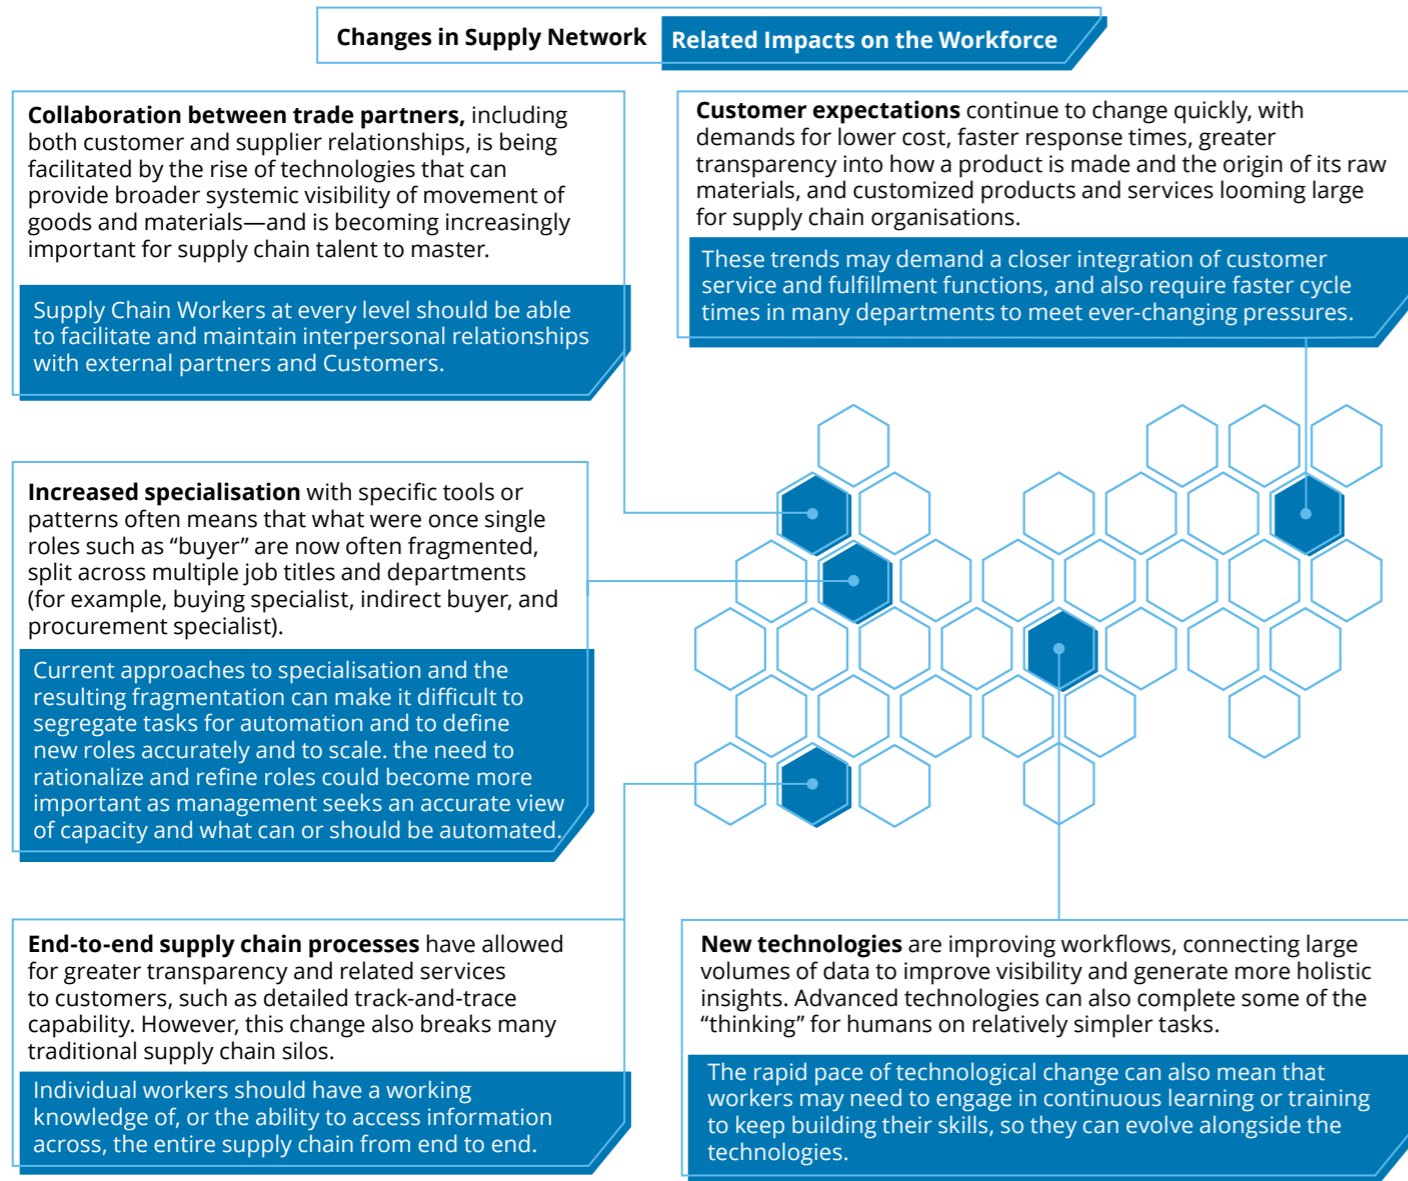 Changes in Supply Network
Related Impacts on the Workforce
Collaboration between trade partners, including
both customer and supplier relationships, is being
facilitated by the rise of technologies that can
provide broader systemic visibility of movement of
goods and materials—and is becoming increasingly
important for supply chain talent to master.
Supply Chain Workers at every level should be able
to facilitate and maintain interpersonal relationships
with external partners and Customers.
Customer expectations continue to change quickly, with
demands for lower cost, faster response times, greater
transparency into how a product is made and the origin of its raw
materials, and customized products and services looming large
for supply chain organisations.
These trends may demand a closer integration of customer
service and fulfillment functions, and also require faster cycle
times in many departments to meet ever-changing pressures.
Increased specialisation with specific tools or
patterns often means that what were once single
roles such as “buyer” are now often fragmented,
split across multiple job titles and departments
(for example, buying specialist, indirect buyer, and
procurement specialist).
Current approaches to specialisation and the
resulting fragmentation can make it difficult to
segregate tasks for automation and to define
new roles accurately and to scale. the need to
rationalize and refine roles could become more
important as management seeks an accurate view
of capacity and what can or should be automated.
End-to-end supply chain processes have allowed
for greater transparency and related services
to customers, such as detailed track-and-trace
capability. However, this change also breaks many
traditional supply chain silos.
Individual workers should have a working
knowledge of, or the ability to access information
across, the entire supply chain from end to end.
New technologies are improving workflows, connecting large
volumes of data to improve visibility and generate more holistic
insights. Advanced technologies can also complete some of the
“thinking” for humans on relatively simpler tasks.
The rapid pace of technological change can also mean that
workers may need to engage in continuous learning or training
to keep building their skills, so they can evolve alongside the
technologies.